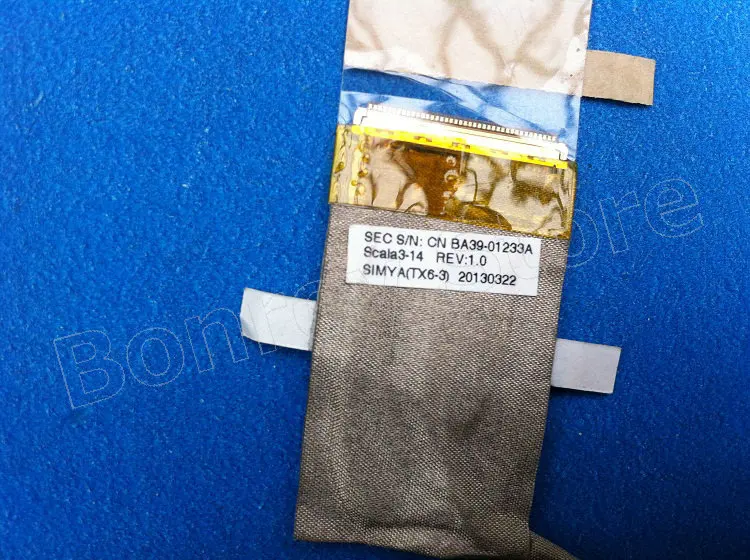 SEC S/N: CN BA39-01233A
Scala3-14 REV:1.0
SIMYA(TX6-3) 20130322